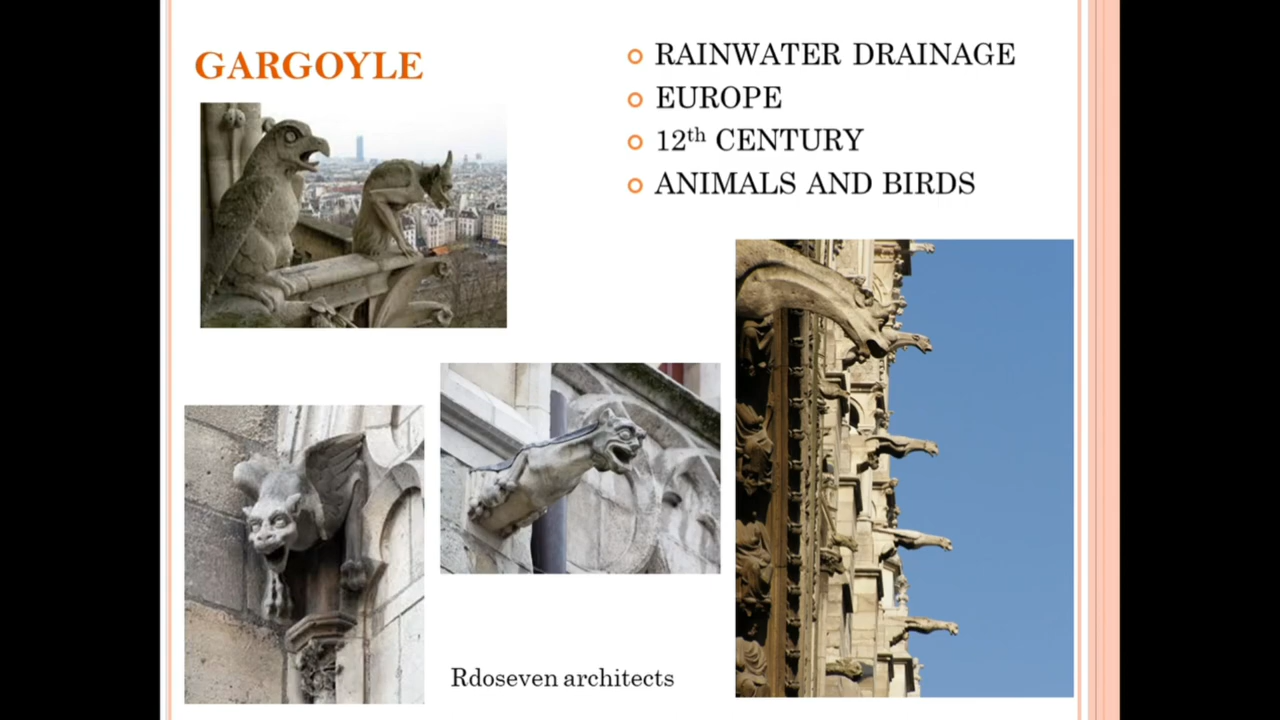 GARGOYLE
RAINWATER DRAINAGE
EUROPE
12th CENTURY
ANIMALS AND BIRDS
Rdoseven architects